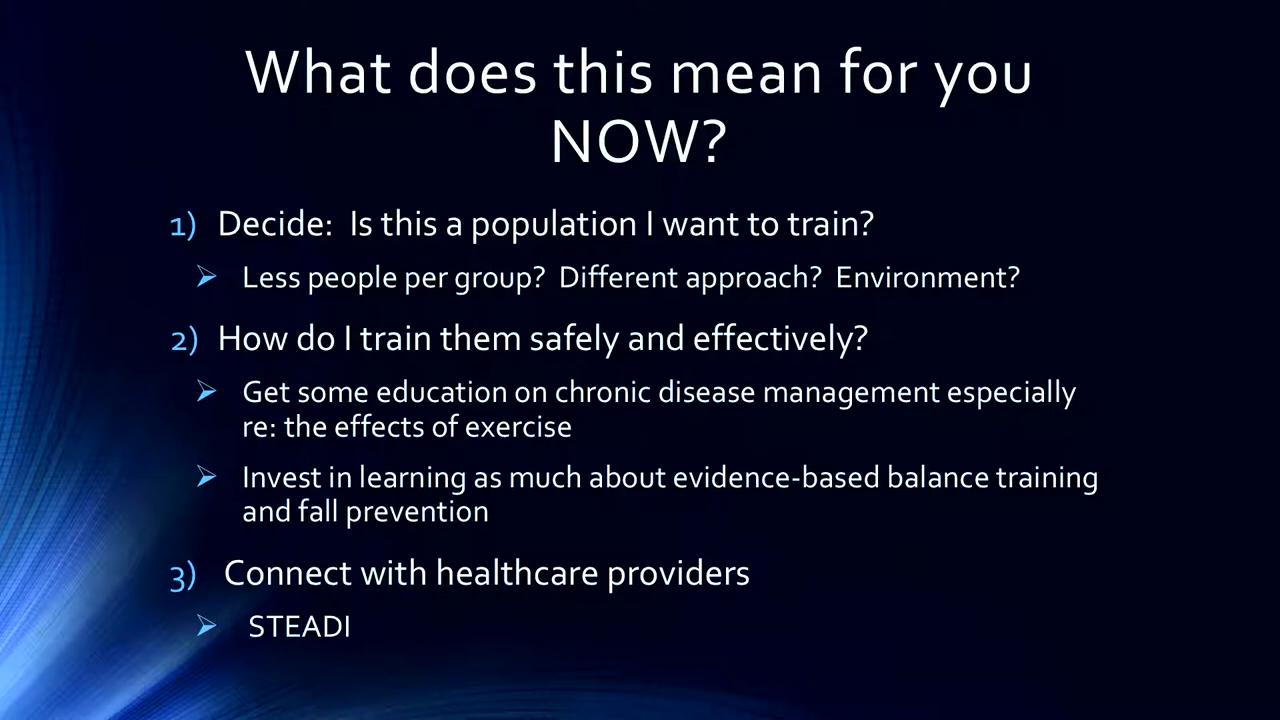 What does this mean for you
NOW?
1) Decide:  Is this a population I want to train?
➢ Less people per group?  Different approach?  Environment?
2) How do I train them safely and effectively?
➢ Get some education on chronic disease management especially
re: the effects of exercise
➢ Invest in learning as much about evidence-based balance training
and fall prevention
3) Connect with healthcare providers
➢ STEADI